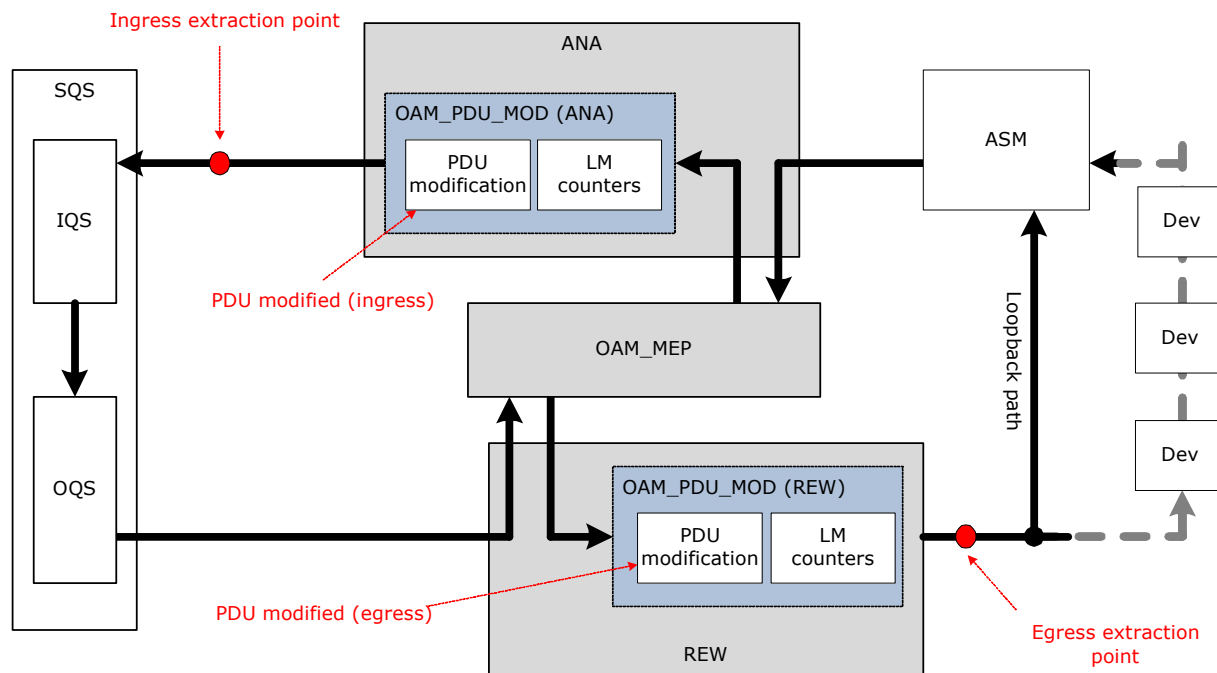 Ingress extraction point
ANA
SQS
OAM_PDU_MOD (ANA)
PDU
modification
LM
counters
ASM
IQS
Dev
PDU modified (ingress)
Loopback path
Dev
OAM_MEP
Dev
OQS
OAM_PDU_MOD (REW)
PDU
modification
LM
counters
PDU modified (egress)
Egress extraction
point
REW